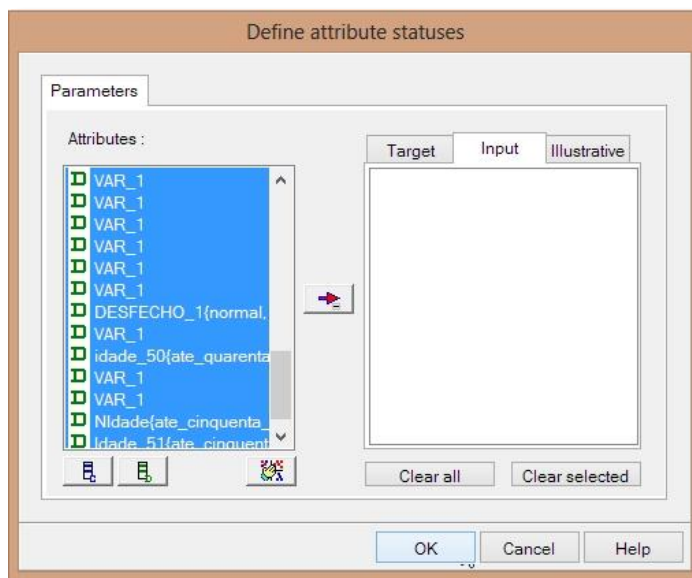 Define attribute statuses
Parameters
Attributes :
VAR_1
VAR_1
VAR_1
VAR_1
VAR_1
VAR_1
DESFECHO_1{normal,
VAR_1
idade_50{ate_quarenta
VAR_1
VAR_1
NIdade{ate_cinquenta_
Idade_51{ate_cinquent
Target Input Illustrative
Clear all Clear selected
OK Cancel Help